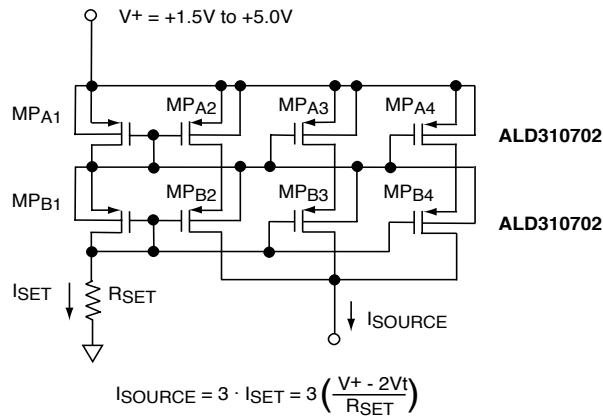 V+ = +1.5V to +5.0V
MPA1
MPA2
MPA3
MPA4
ALD310702
MPB1
MPB2
MPB3
MPB4
ALD310702
ISET
RSET
ISOURCE
ISOURCE = 3 · ISET = 3 ( V+ - 2Vt / RSET )